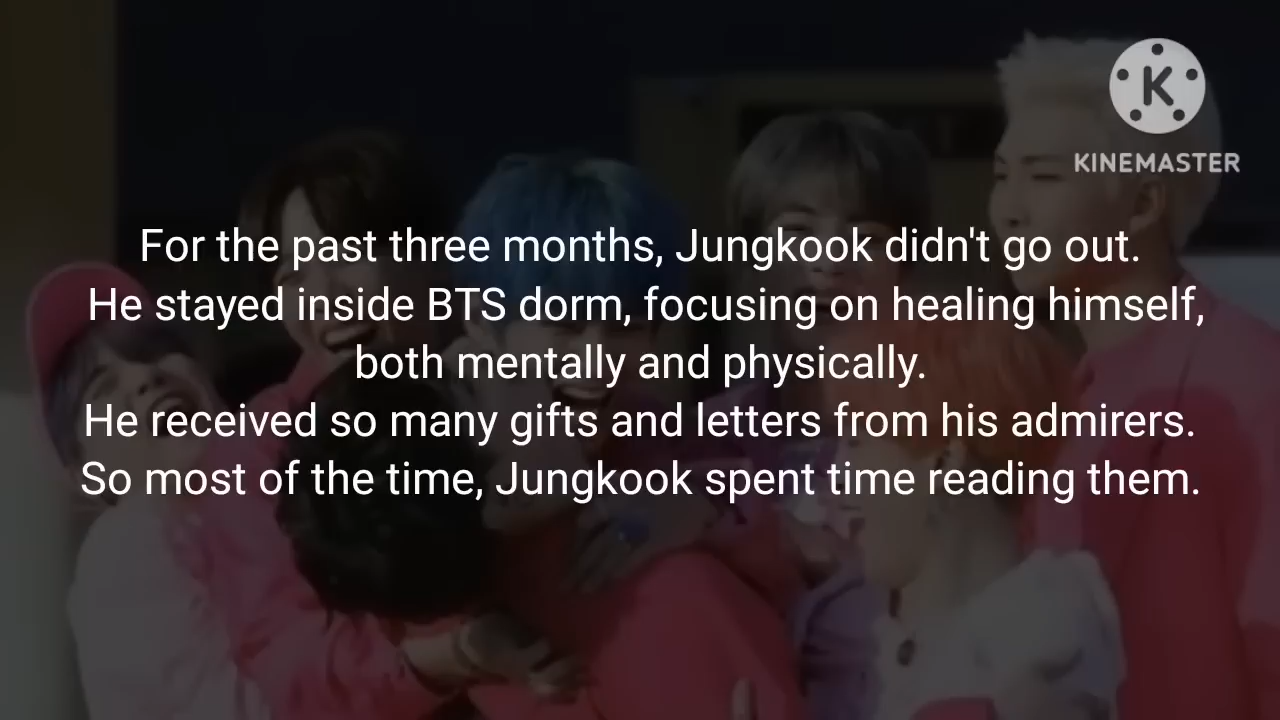 KINEMASTER
For the past three months, Jungkook didn't go out.
He stayed inside BTS dorm, focusing on healing himself,
both mentally and physically.
He received so many gifts and letters from his admirers.
So most of the time, Jungkook spent time reading them.